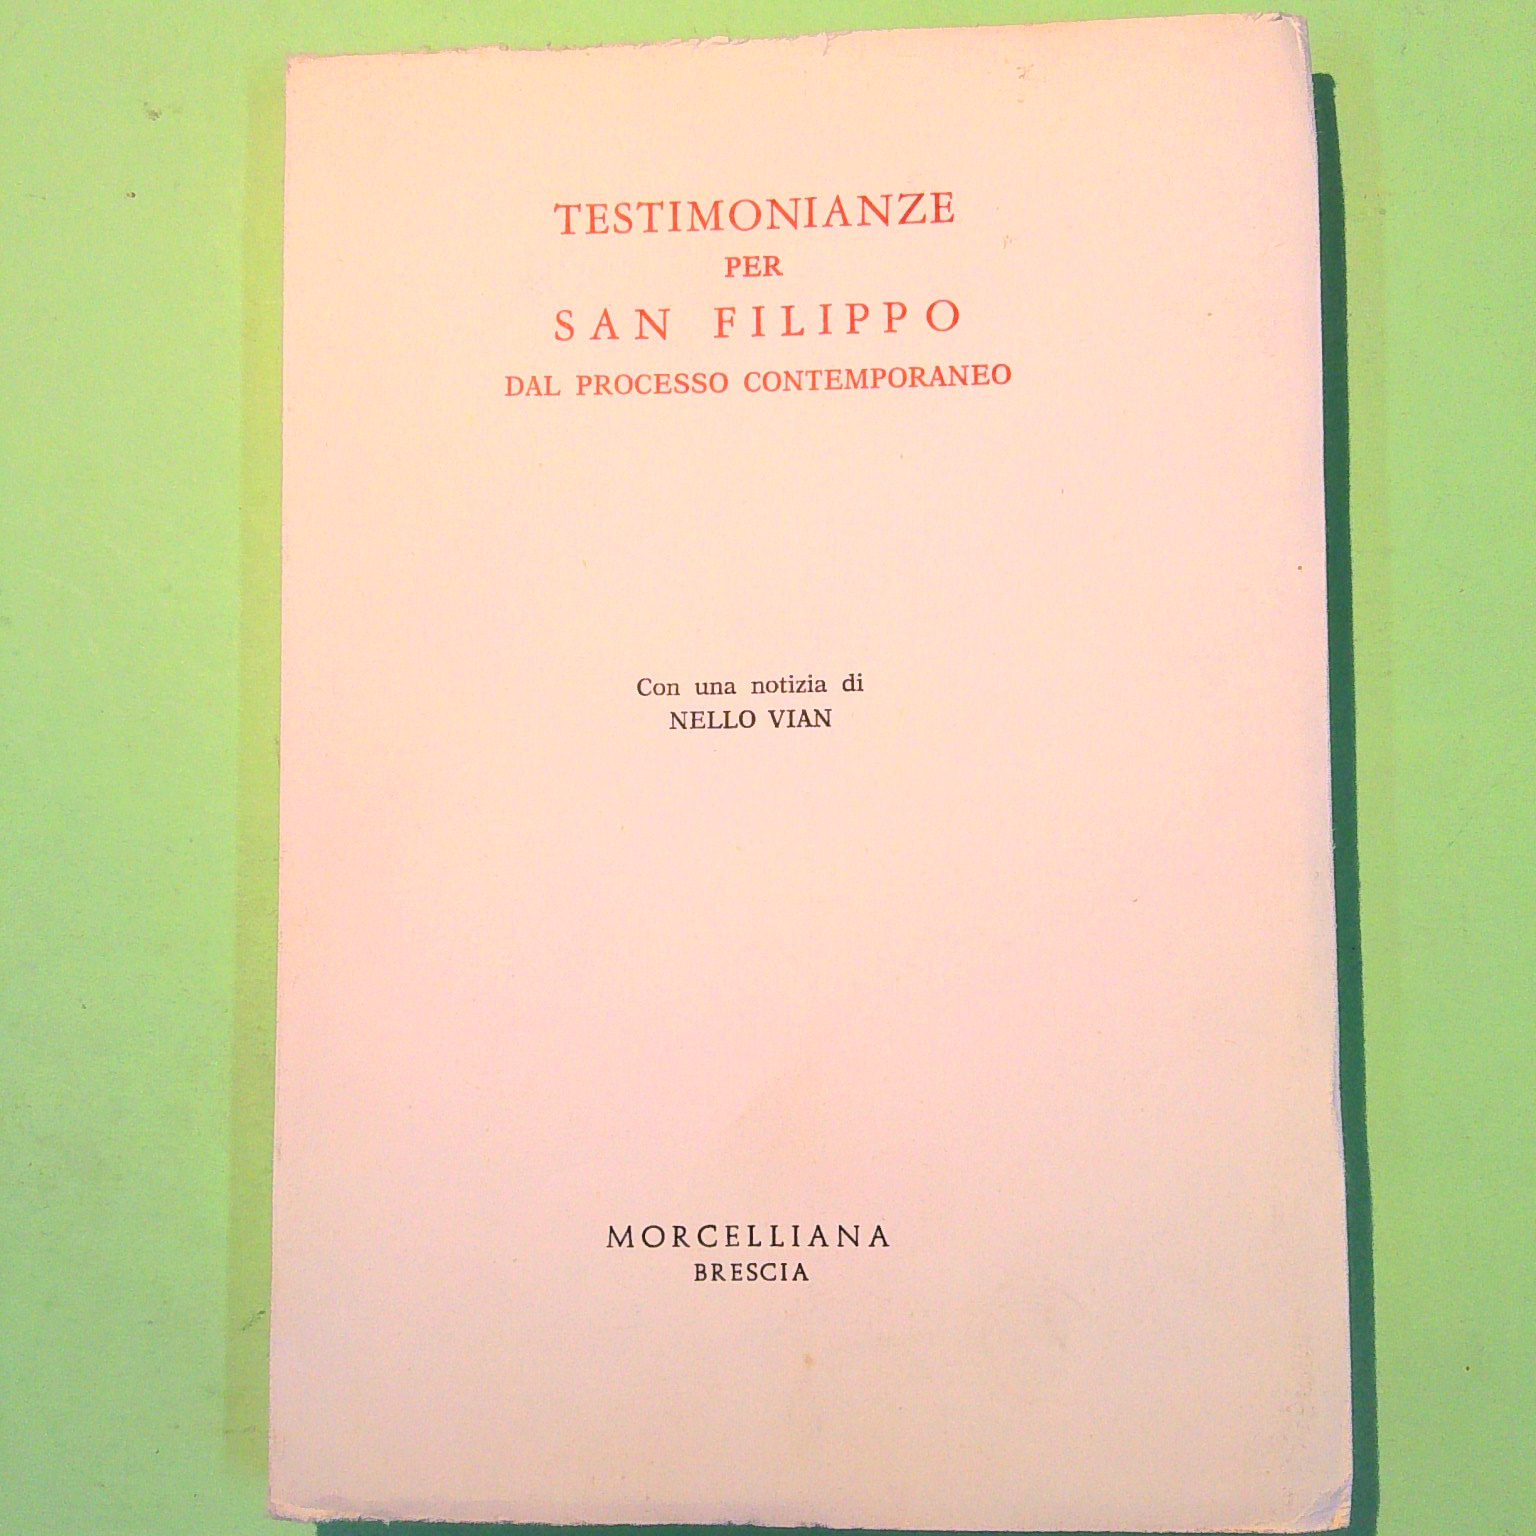 TESTIMONIANZE
PER
SAN FILIPPO
DAL PROCESSO CONTEMPORANEO
Con una notizia di
NELLO VIAN
MORCELLIANA
BRESCIA